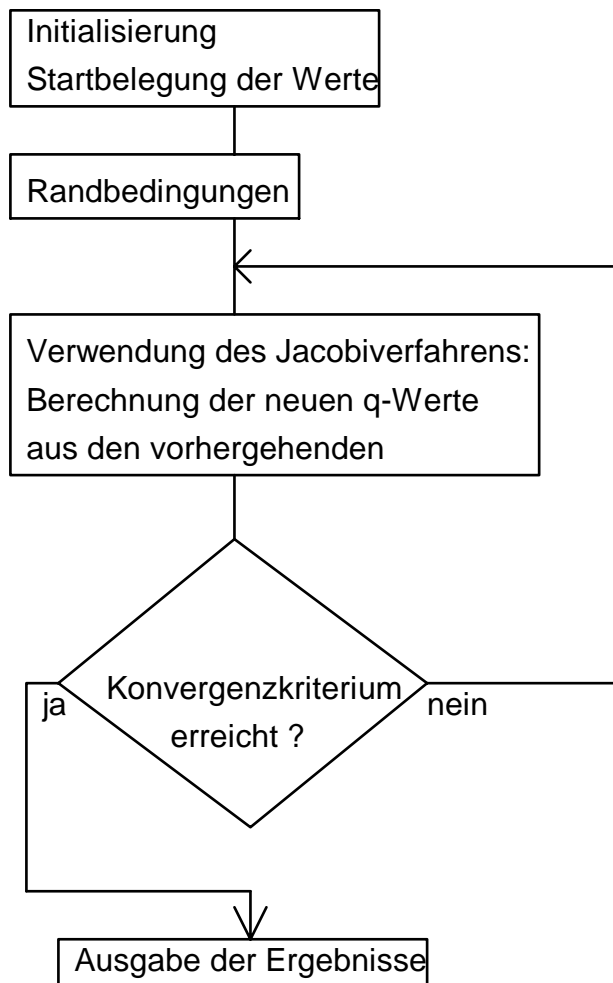 Initialisierung
Startbelegung der Werte
Randbedingungen
Verwendung des Jacobiverfahrens:
Berechnung der neuen q-Werte
aus den vorhergehenden
Konvergenzkriterium
erreicht ?
ja
nein
Ausgabe der Ergebnisse